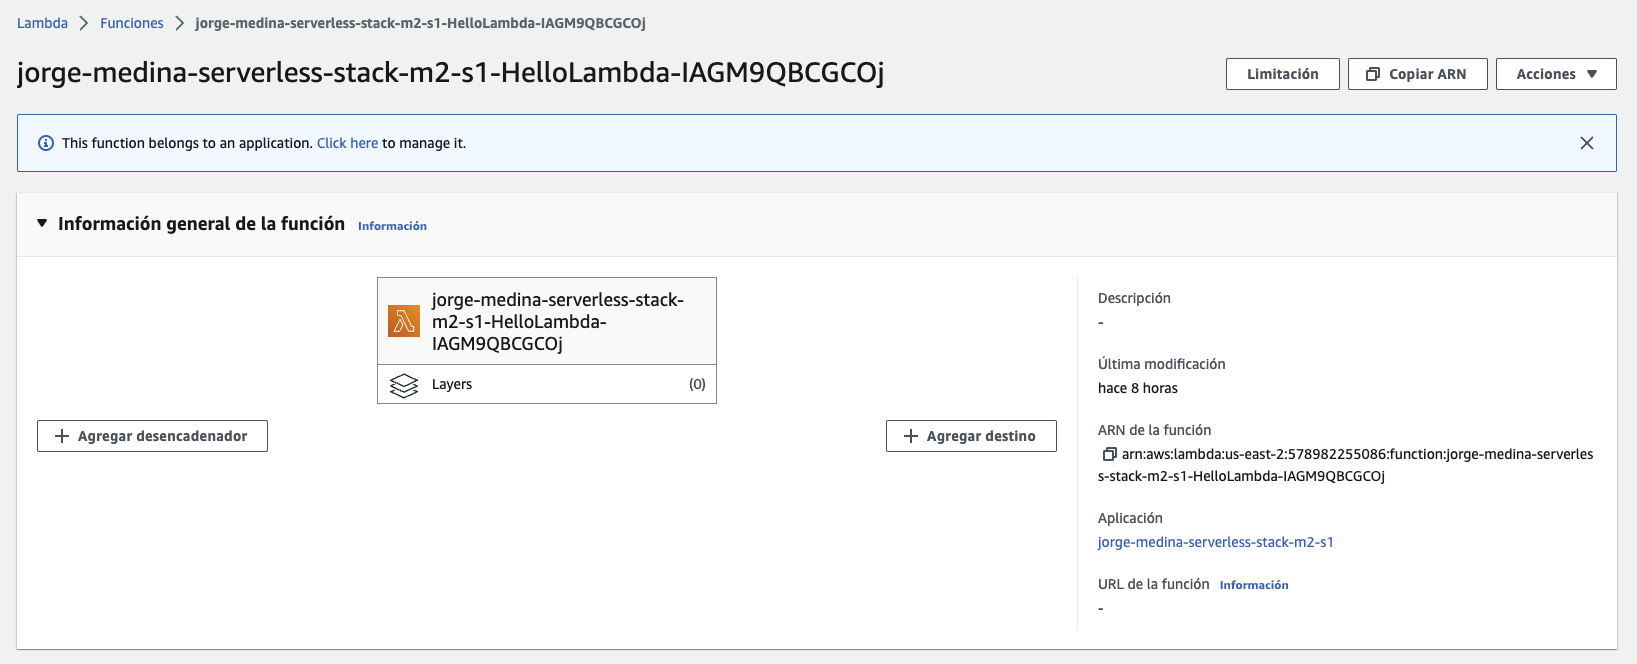 Lambda > Funciones > jorge-medina-serverless-stack-m2-s1-HelloLambda-IAGM9QBCGCOj
jorge-medina-serverless-stack-m2-s1-HelloLambda-IAGM9QBCGCOj
Limitación
Copiar ARN
Acciones
This function belongs to an application. Click here to manage it.
Información general de la función Información
jorge-medina-serverless-stack-
m2-s1-HelloLambda-
IAGM9QBCGCOj
Layers (0)
+ Agregar desencadenador
+ Agregar destino
Descripción
-
Última modificación
hace 8 horas
ARN de la función
arn:aws:lambda:us-east-2:578982255086:function:jorge-medina-serverles
s-stack-m2-s1-HelloLambda-IAGM9QBCGCOj
Aplicación
jorge-medina-serverless-stack-m2-s1
URL de la función Información
-